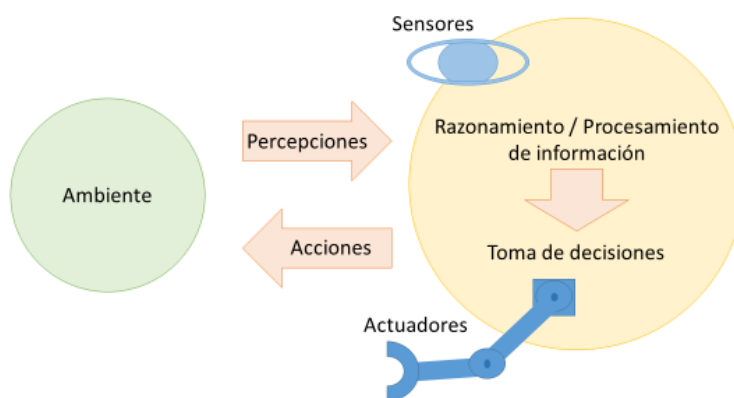 Sensores
Percepciones
Razonamiento / Procesamiento
de información
Ambiente
Acciones
Toma de decisiones
Actuadores